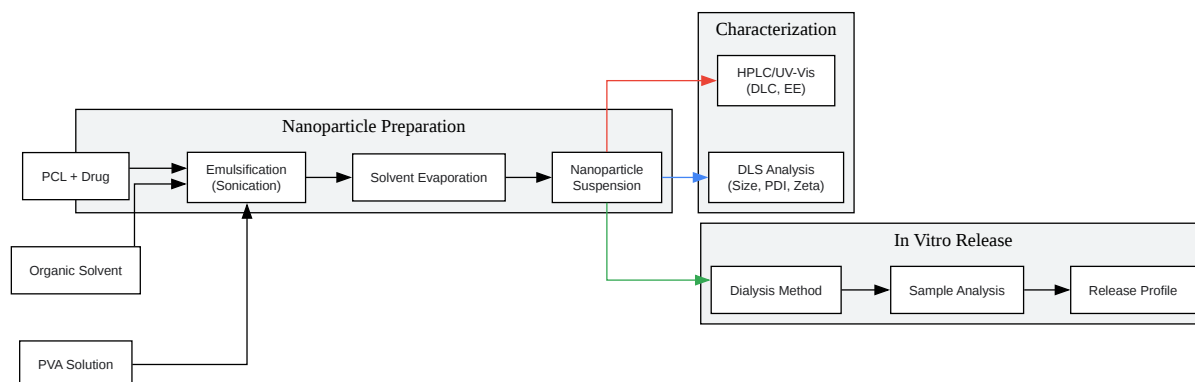 Characterization
HPLC/UV-Vis
(DLC, EE)
Nanoparticle Preparation
PCL + Drug
Emulsification
(Sonication)
Solvent Evaporation
Nanoparticle
Suspension
DLS Analysis
(Size, PDI, Zeta)
In Vitro Release
Organic Solvent
Dialysis Method
Sample Analysis
Release Profile
PVA Solution